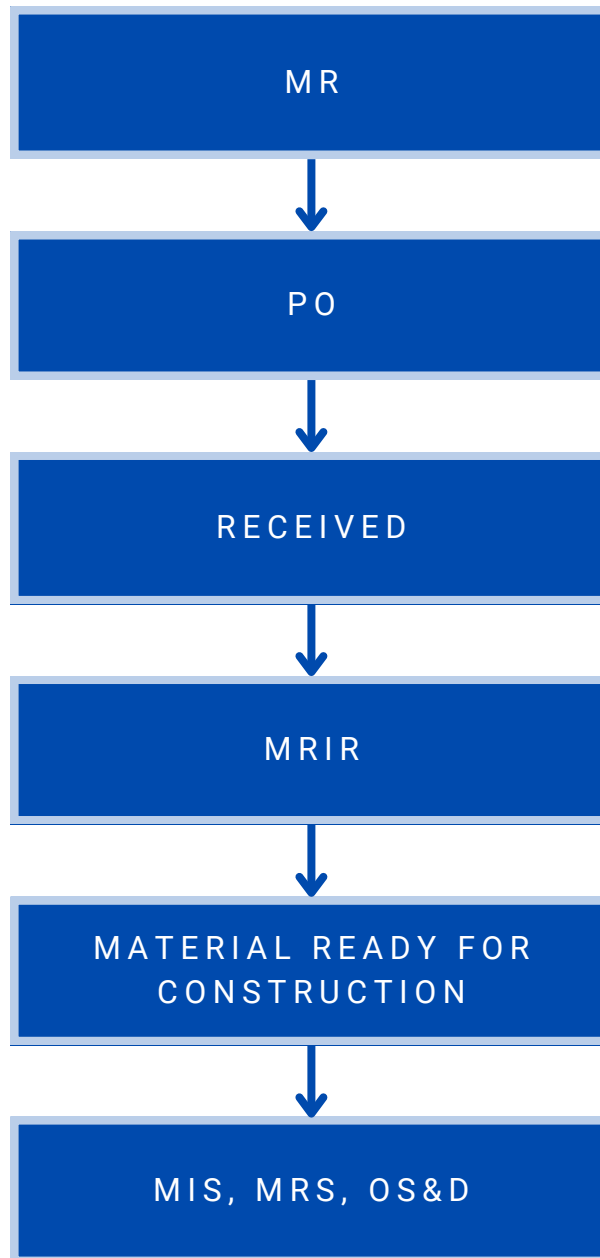 MR
PO
RECEIVED
MRIR
MATERIAL READY FOR
CONSTRUCTION
MIS, MRS, OS&D